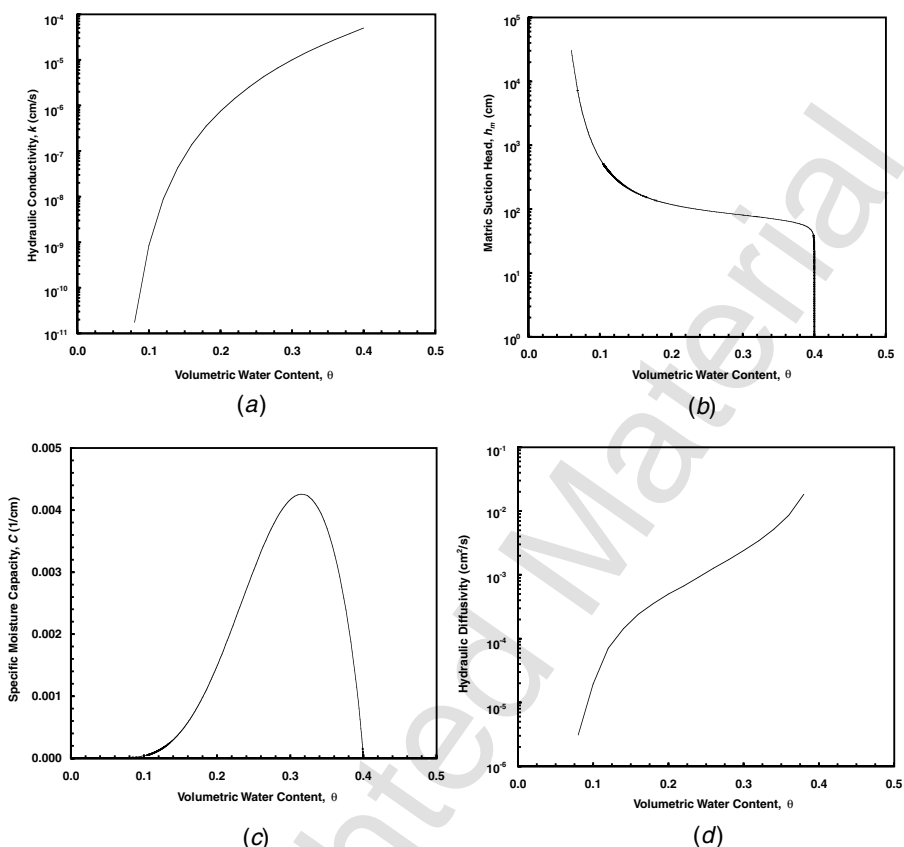 10⁻⁴
10⁻⁵
10⁻⁶
10⁻⁷
10⁻⁸
10⁻⁹
10⁻¹⁰
10⁻¹¹
Hydraulic Conductivity, k (cm/s)
0.0 0.1 0.2 0.3 0.4 0.5
Volumetric Water Content, θ
(a)
10⁵
10⁴
10³
10²
10¹
10⁰
Matric Suction Head, hₘ (cm)
0.0 0.1 0.2 0.3 0.4 0.5
Volumetric Water Content, θ
(b)
0.005
0.004
0.003
0.002
0.001
0.000
Specific Moisture Capacity, C (1/cm)
0.0 0.1 0.2 0.3 0.4 0.5
Volumetric Water Content, θ
(c)
10⁻¹
10⁻²
10⁻³
10⁻⁴
10⁻⁵
10⁻⁶
Hydraulic Diffusivity (cm²/s)
0.0 0.1 0.2 0.3 0.4 0.5
Volumetric Water Content, θ
(d)
hted Material